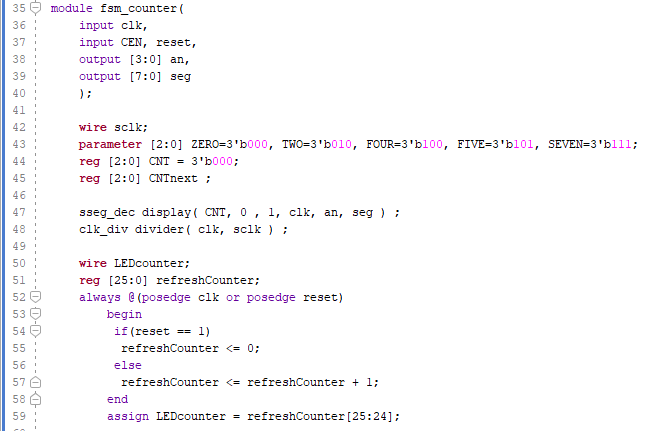 35 module fsm_counter(
36 input clk,
37 input CEN, reset,
38 output [3:0] an,
39 output [7:0] seg
40 );
41
42 wire sclk;
43 parameter [2:0] ZERO=3'b000, TWO=3'b010, FOUR=3'b100, FIVE=3'b101, SEVEN=3'b111;
44 reg [2:0] CNT = 3'b000;
45 reg [2:0] CNTnext ;
46
47 sseg_dec display( CNT, 0 , 1, clk, an, seg ) ;
48 clk_div divider( clk, sclk ) ;
49
50 wire LEDcounter;
51 reg [25:0] refreshCounter;
52 always @(posedge clk or posedge reset)
53 begin
54 if(reset == 1)
55 refreshCounter <= 0;
56 else
57 refreshCounter <= refreshCounter + 1;
58 end
59 assign LEDcounter = refreshCounter[25:24];